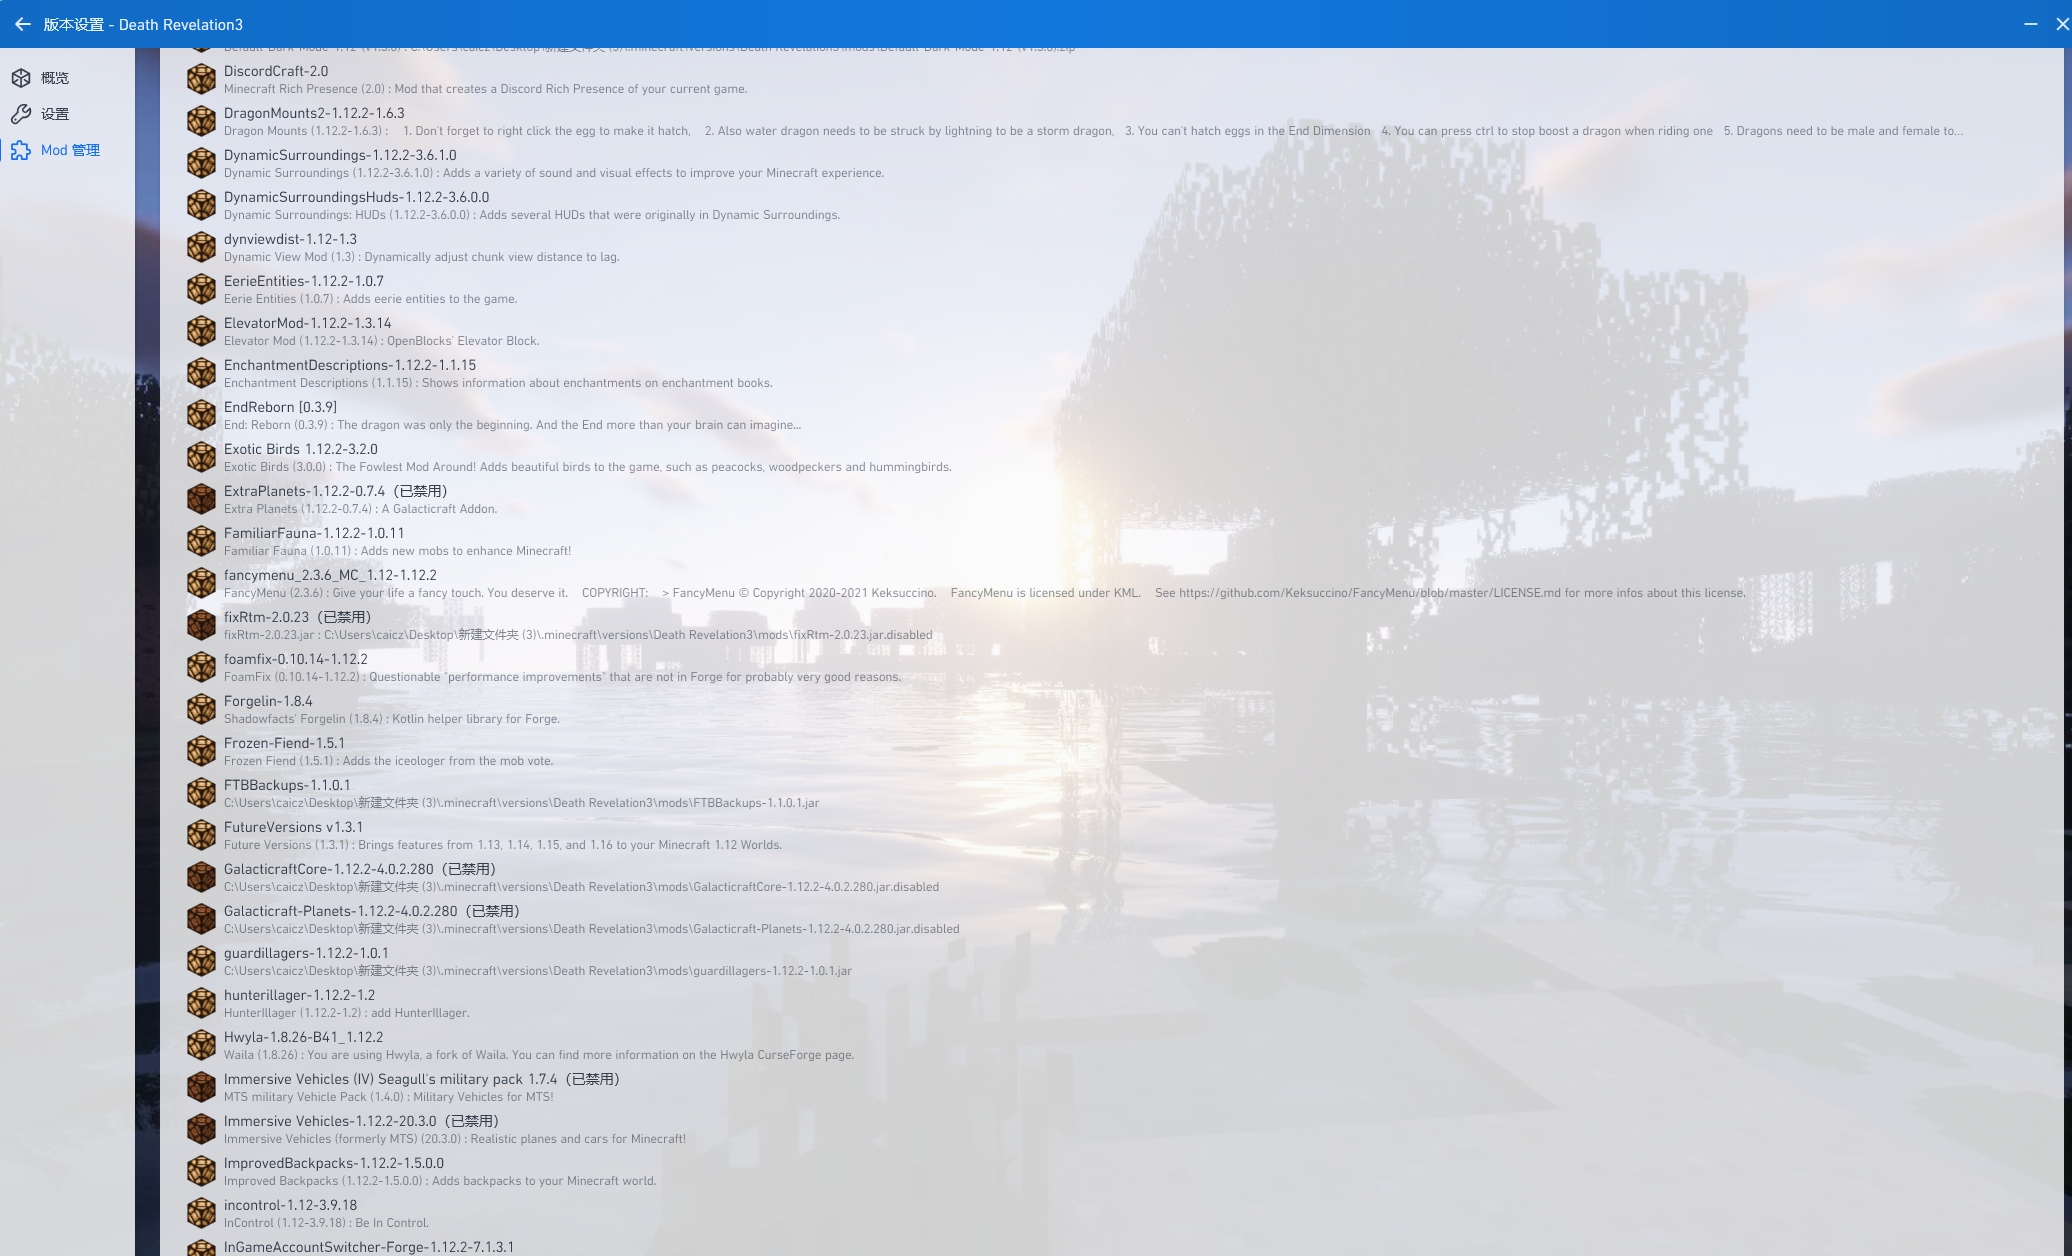 版本设置 - Death Revelation3
概览
设置
Mod 管理
Default-Dark-Mode-1.12-(v1.3.0) : C:\Users\caicz\Desktop\新建文件夹 (3)\.minecraft\versions\Death Revelation3\mods\Default-Dark-Mode-1.12-(v1.3.0).zip
DiscordCraft-2.0
Minecraft Rich Presence (2.0) : Mod that creates a Discord Rich Presence of your current game.
DragonMounts2-1.12.2-1.6.3
Dragon Mounts (1.12.2-1.6.3) : 1. Don't forget to right click the egg to make it hatch, 2. Also water dragon needs to be struck by lightning to be a storm dragon, 3. You can't hatch eggs in the End Dimension 4. You can press ctrl to stop boost a dragon when riding one 5. Dragons need to be male and female to...
DynamicSurroundings-1.12.2-3.6.1.0
Dynamic Surroundings (1.12.2-3.6.1.0) : Adds a variety of sound and visual effects to improve your Minecraft experience.
DynamicSurroundingsHuds-1.12.2-3.6.0.0
Dynamic Surroundings: HUDs (1.12.2-3.6.0.0) : Adds several HUDs that were originally in Dynamic Surroundings.
dynviewdist-1.12-1.3
Dynamic View Mod (1.3) : Dynamically adjust chunk view distance to lag.
EerieEntities-1.12.2-1.0.7
Eerie Entities (1.0.7) : Adds eerie entities to the game.
ElevatorMod-1.12.2-1.3.14
Elevator Mod (1.12.2-1.3.14) : OpenBlocks' Elevator Block.
EnchantmentDescriptions-1.12.2-1.1.15
Enchantment Descriptions (1.1.15) : Shows information about enchantments on enchantment books.
EndReborn [0.3.9]
End: Reborn (0.3.9) : The dragon was only the beginning. And the End more than your brain can imagine...
Exotic Birds 1.12.2-3.2.0
Exotic Birds (3.0.0) : The Fowlest Mod Around! Adds beautiful birds to the game, such as peacocks, woodpeckers and hummingbirds.
ExtraPlanets-1.12.2-0.7.4（已禁用）
Extra Planets (1.12.2-0.7.4) : A Galacticraft Addon.
FamiliarFauna-1.12.2-1.0.11
Familiar Fauna (1.0.11) : Adds new mobs to enhance Minecraft!
fancymenu_2.3.6_MC_1.12-1.12.2
FancyMenu (2.3.6) : Give your life a fancy touch. You deserve it. COPYRIGHT: > FancyMenu © Copyright 2020-2021 Keksuccino. FancyMenu is licensed under KML. See https://github.com/Keksuccino/FancyMenu/blob/master/LICENSE.md for more infos about this license.
fixRtm-2.0.23（已禁用）
fixRtm-2.0.23.jar : C:\Users\caicz\Desktop\新建文件夹 (3)\.minecraft\versions\Death Revelation3\mods\fixRtm-2.0.23.jar.disabled
foamfix-0.10.14-1.12.2
FoamFix (0.10.14-1.12.2) : Questionable "performance improvements" that are not in Forge for probably very good reasons.
Forgelin-1.8.4
Shadowfacts' Forgelin (1.8.4) : Kotlin helper library for Forge.
Frozen-Fiend-1.5.1
Frozen Fiend (1.5.1) : Adds the iceologer from the mob vote.
FTBBackups-1.1.0.1
C:\Users\caicz\Desktop\新建文件夹 (3)\.minecraft\versions\Death Revelation3\mods\FTBBackups-1.1.0.1.jar
FutureVersions v1.3.1
Future Versions (1.3.1) : Brings features from 1.13, 1.14, 1.15, and 1.16 to your Minecraft 1.12 Worlds.
GalacticraftCore-1.12.2-4.0.2.280（已禁用）
C:\Users\caicz\Desktop\新建文件夹 (3)\.minecraft\versions\Death Revelation3\mods\GalacticraftCore-1.12.2-4.0.2.280.jar.disabled
Galacticraft-Planets-1.12.2-4.0.2.280（已禁用）
C:\Users\caicz\Desktop\新建文件夹 (3)\.minecraft\versions\Death Revelation3\mods\Galacticraft-Planets-1.12.2-4.0.2.280.jar.disabled
guardillagers-1.12.2-1.0.1
C:\Users\caicz\Desktop\新建文件夹 (3)\.minecraft\versions\Death Revelation3\mods\guardillagers-1.12.2-1.0.1.jar
hunterillager-1.12.2-1.2
HunterIllager (1.12.2-1.2) : add HunterIllager.
Hwyla-1.8.26-B41_1.12.2
Waila (1.8.26) : You are using Hwyla, a fork of Waila. You can find more information on the Hwyla CurseForge page.
Immersive Vehicles (IV) Seagull's military pack 1.7.4（已禁用）
MTS military Vehicle Pack (1.4.0) : Military Vehicles for MTS!
Immersive Vehicles-1.12.2-20.3.0（已禁用）
Immersive Vehicles (formerly MTS) (20.3.0) : Realistic planes and cars for Minecraft!
ImprovedBackpacks-1.12.2-1.5.0.0
Improved Backpacks (1.12.2-1.5.0.0) : Adds backpacks to your Minecraft world.
incontrol-1.12-3.9.18
InControl (1.12-3.9.18) : Be In Control.
InGameAccountSwitcher-Forge-1.12.2-7.1.3.1